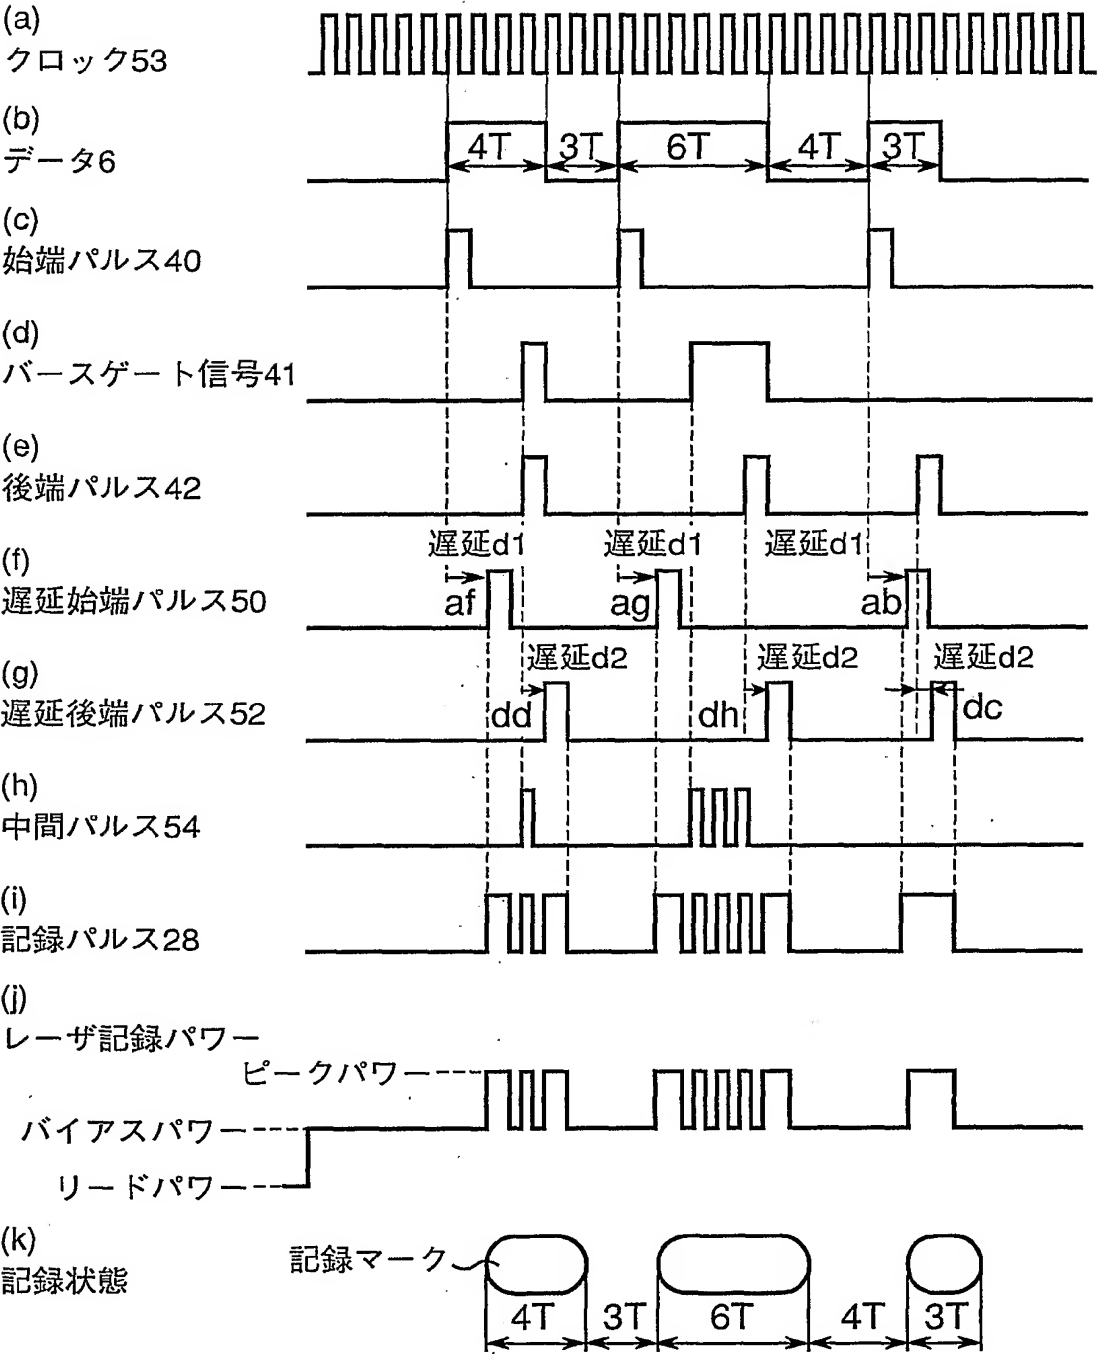 (a)
クロック53
(b)
データ6
4T 3T 6T 4T 3T
(c)
始端パルス40
(d)
バースゲート信号41
(e)
後端パルス42
遅延d1 遅延d1 遅延d1
(f)
遅延始端パルス50
af ag ab
遅延d2 遅延d2 遅延d2
(g)
遅延後端パルス52
dd dh dc
(h)
中間パルス54
(i)
記録パルス28
(j)
レーザ記録パワー
ピークパワー
バイアスパワー
リードパワー
(k)
記録状態
記録マーク
4T 3T 6T 4T 3T